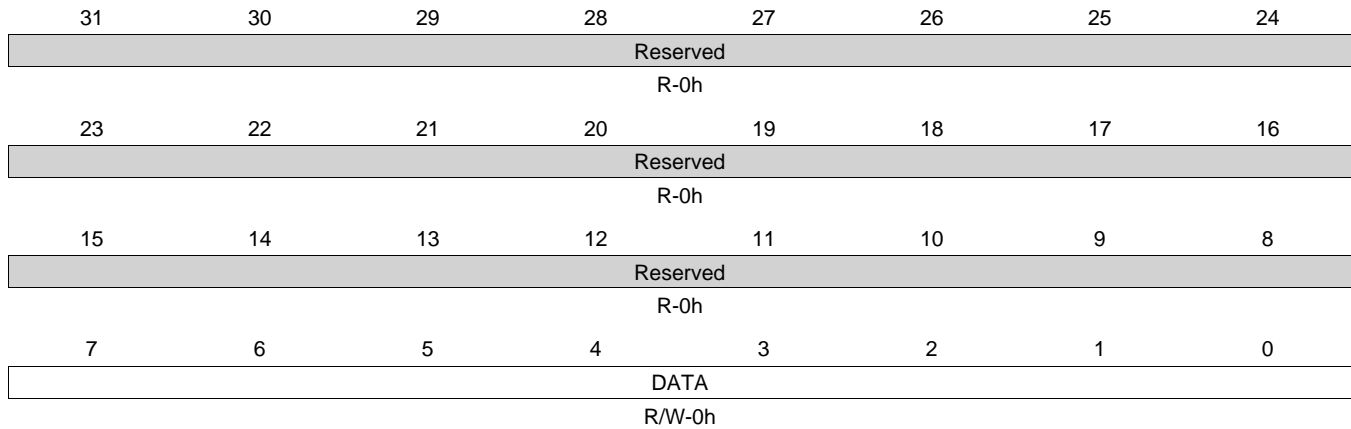 31 30 29 28 27 26 25 24
Reserved
R-0h
23 22 21 20 19 18 17 16
Reserved
R-0h
15 14 13 12 11 10 9 8
Reserved
R-0h
7 6 5 4 3 2 1 0
DATA
R/W-0h